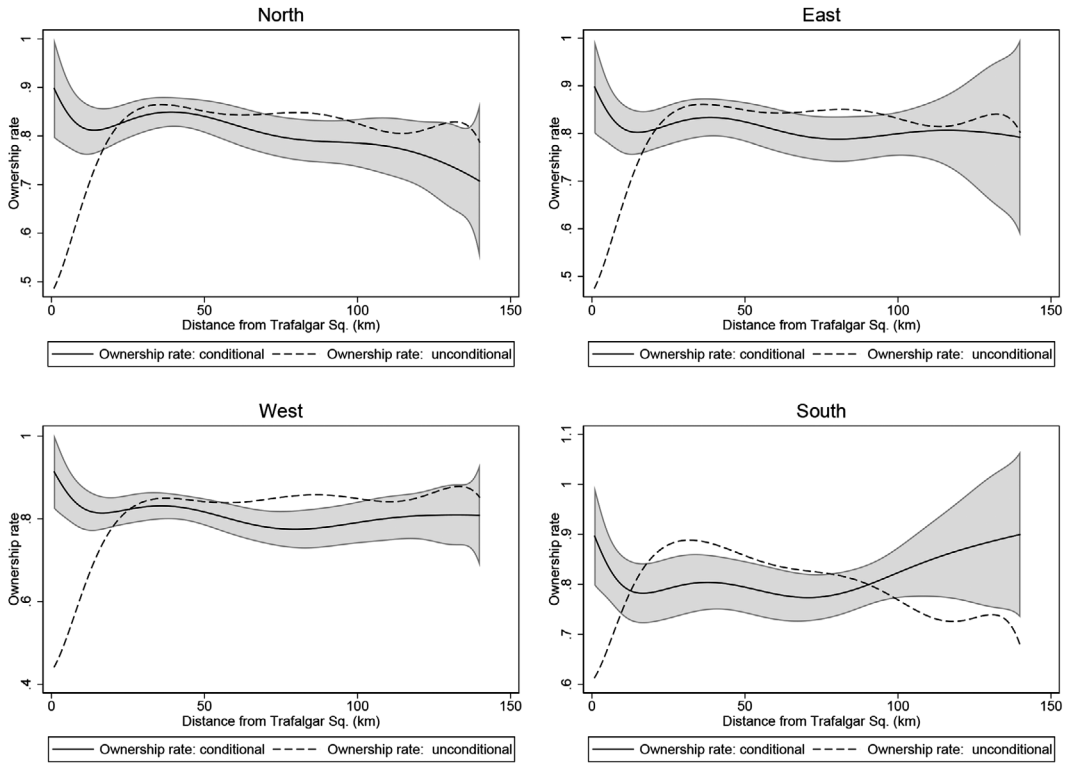 North
Ownership rate
1
.9
.8
.7
.6
.5
0 50 100 150
Distance from Trafalgar Sq. (km)
Ownership rate: conditional Ownership rate: unconditional
East
Ownership rate
1
.9
.8
.7
.6
.5
0 50 100 150
Distance from Trafalgar Sq. (km)
Ownership rate: conditional Ownership rate: unconditional
West
Ownership rate
1
.8
.6
.4
0 50 100 150
Distance from Trafalgar Sq. (km)
Ownership rate: conditional Ownership rate: unconditional
South
Ownership rate
1.1
1
.9
.8
.7
.6
0 50 100 150
Distance from Trafalgar Sq. (km)
Ownership rate: conditional Ownership rate: unconditional